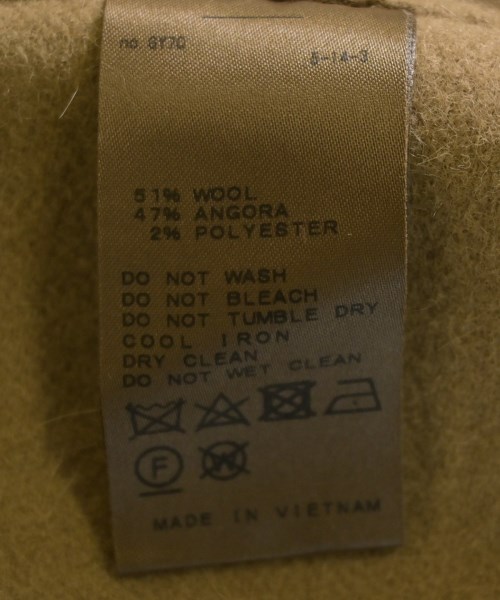 no. GY70
5-14-3
51% WOOL
47% ANGORA
2% POLYESTER
DO NOT WASH
DO NOT BLEACH
DO NOT TUMBLE DRY
COOL IRON
DRY CLEAN
DO NOT WET CLEAN
F W
MADE IN VIETNAM